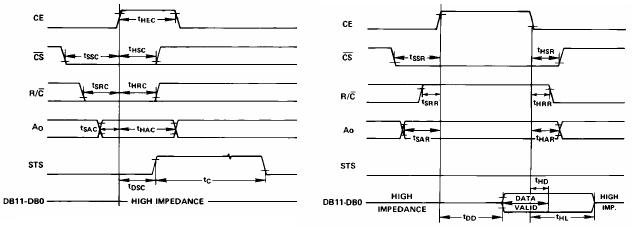 CE
tHEC
CS
tSSC
tHSC
R/C
tSRC
tHRC
Ao
tSAC
tHAC
STS
tDSC
tC
DB11-DB0
HIGH IMPEDANCE
CE
CS
tSSR
tHSR
R/C
tSRR
tHRR
Ao
tSAR
tHAR
STS
tHD
DB11-DB0
HIGH IMPEDANCE
DATA VALID
HIGH IMP.
tDD
tHL